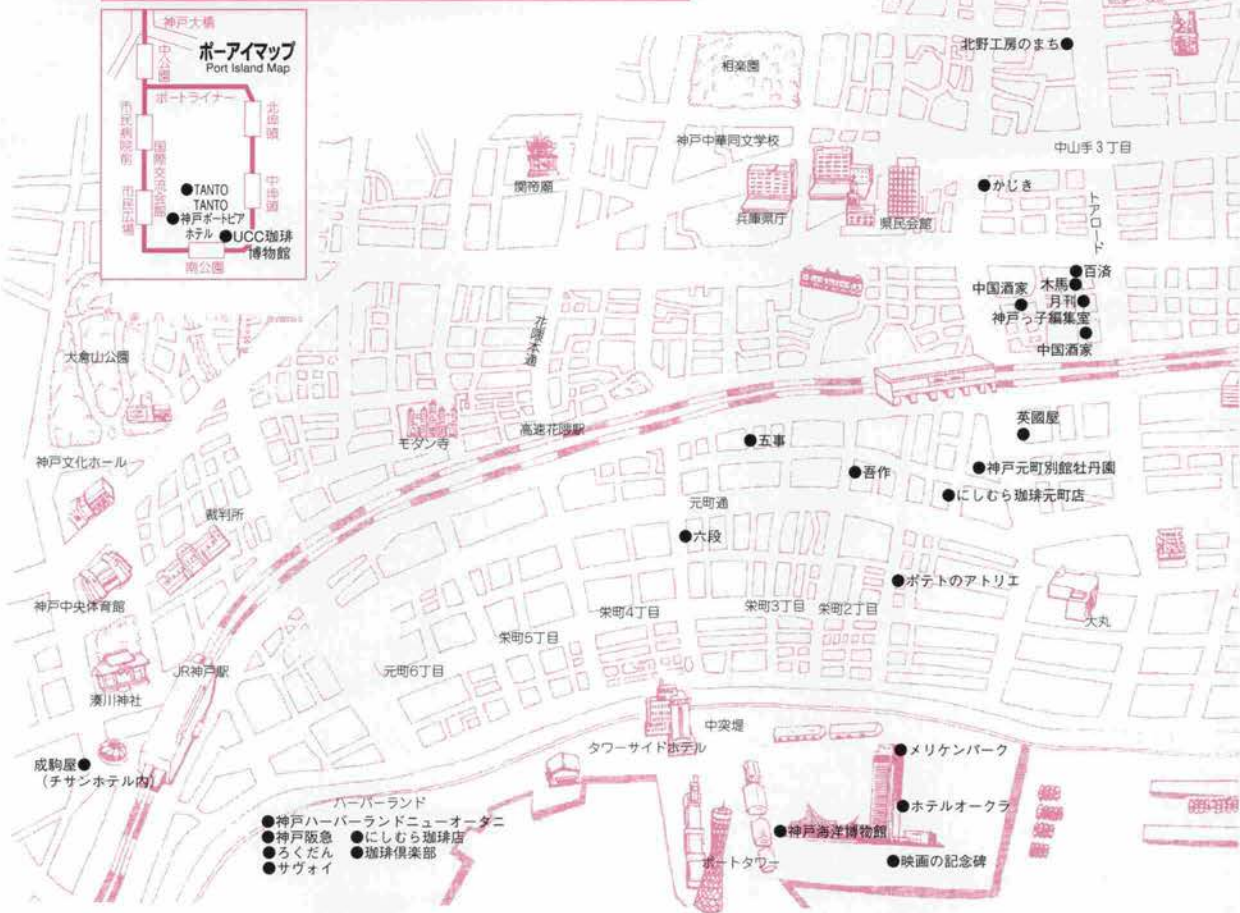 神戸大橋
ポーアイマップ
Port Island Map
中公園
ポートライナー
北埠頭
市民病院前
国際交流会館
中埠頭
市民広場
●TANTO
TANTO
●神戸ポートピア
ホテル
●UCC珈琲
博物館
南公園
北野工房のまち●
相楽園
神戸中華同文学校
中山手3丁目
関帝廟
兵庫県庁
県民会館
●かじき
トアロード
●百済
木馬●
中国酒家
月刊●
神戸っ子編集室
中国酒家
大倉山公園
花隈本通
モダン寺
高速花隈駅
●五事
英國屋
●吾作
●神戸元町別館牡丹園
●にしむら珈琲元町店
神戸文化ホール
元町通
裁判所
●六段
●ポテトのアトリエ
神戸中央体育館
栄町4丁目
栄町3丁目
栄町2丁目
大丸
栄町5丁目
JR神戸駅
元町6丁目
湊川神社
中突堤
タワーサイドホテル
●メリケンパーク
成駒屋●
(チサンホテル内)
ハーバーランド
●神戸ハーバーランドニューオータニ
●神戸阪急 ●にしむら珈琲店
●ろくだん ●珈琲倶楽部
●サヴォイ
●ホテルオークラ
●神戸海洋博物館
ポートタワー
●映画の記念碑